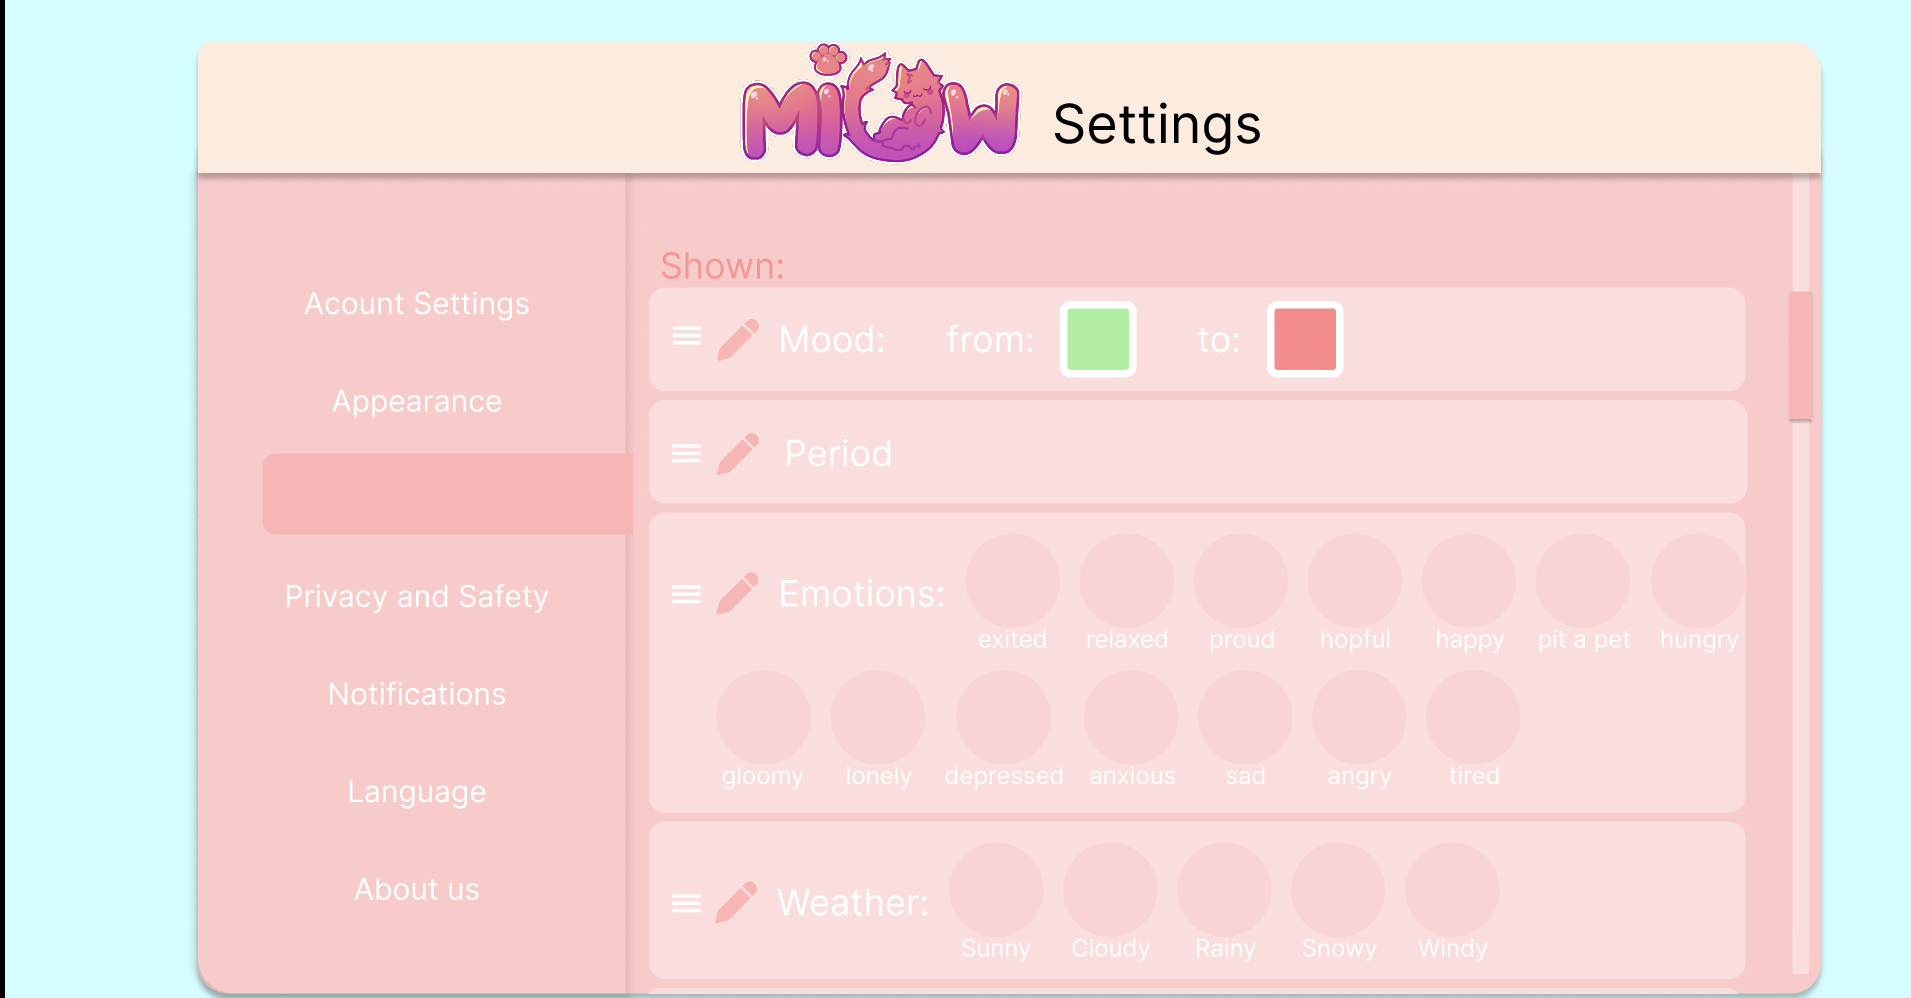 MiOW Settings
Acount Settings
Appearance
Privacy and Safety
Notifications
Language
About us
Shown:
Mood: from: to:
Period
Emotions:
exited relaxed proud hopful happy pit a pet hungry
gloomy lonely depressed anxious sad angry tired
Weather:
Sunny Cloudy Rainy Snowy Windy